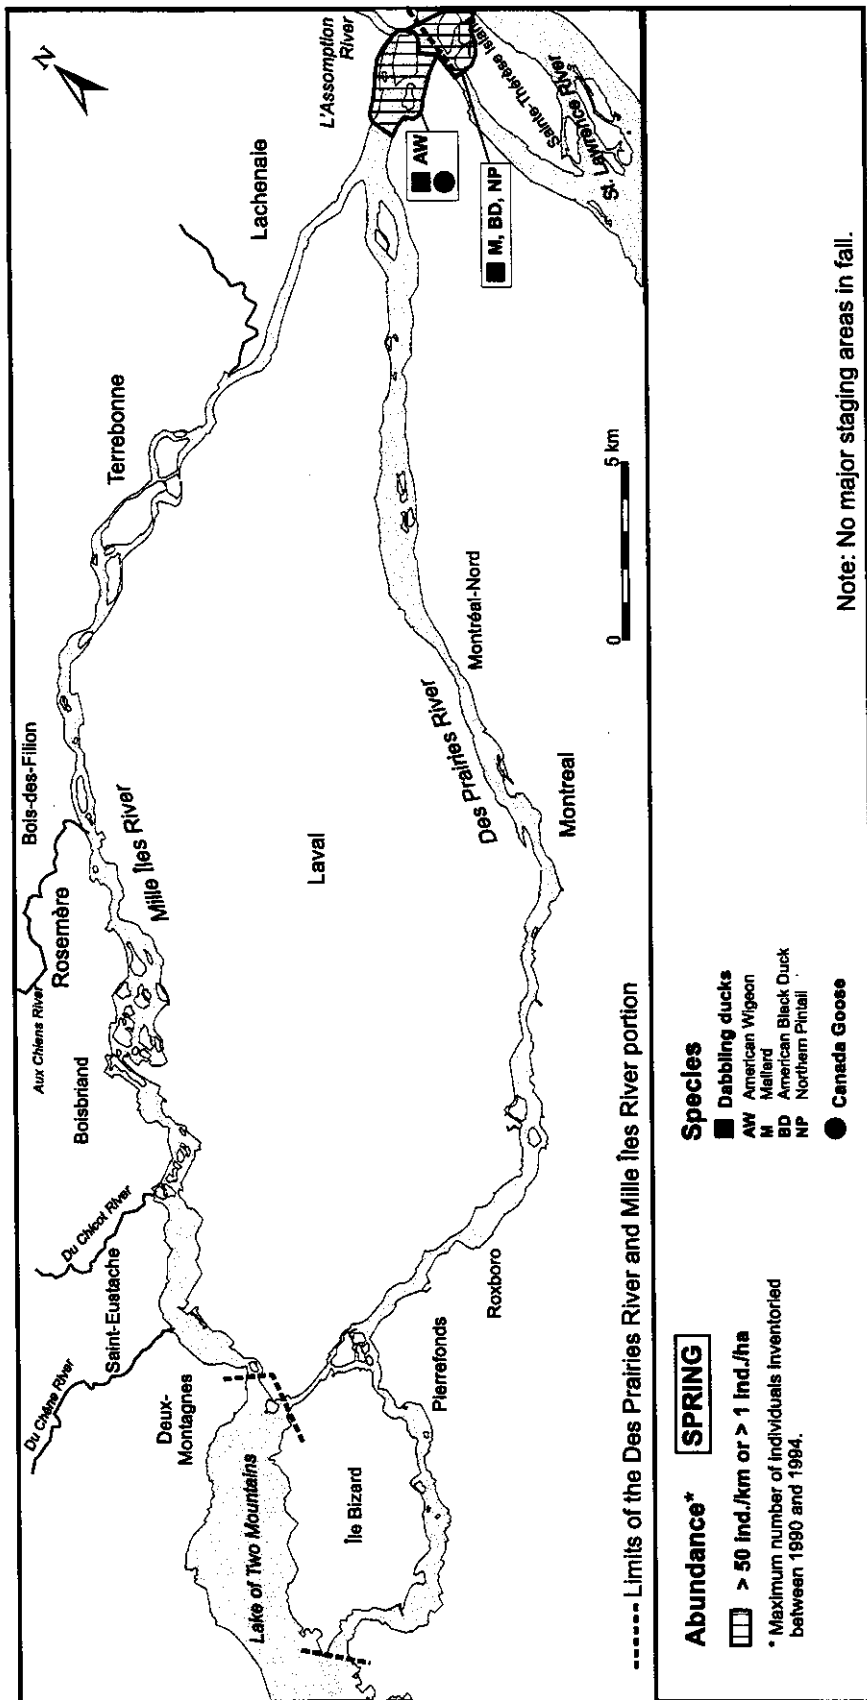 N
L'Assomption
River
Lachenaie
Terrebonne
Bois-des-Filion
Rosemère
Aux Chiens River
Boisbriand
Mille Îles River
Du Chicot River
Saint-Eustache
Du Chêne River
Deux-
Montagnes
Lake of Two Mountains
Île Bizard
Pierrefonds
Roxboro
Laval
Des Prairies River
Montréal-Nord
Montreal
AW
M, BD, NP
Sainte-Thérèse Island
St. Lawrence River
0 5 km
Limits of the Des Prairies River and Mille Îles River portion
Abundance*
SPRING
> 50 ind./km or > 1 ind./ha
* Maximum number of individuals inventoried
between 1990 and 1994.
Species
Dabbling ducks
AW American Wigeon
M Mallard
BD American Black Duck
NP Northern Pintail
Canada Goose
Note: No major staging areas in fall.